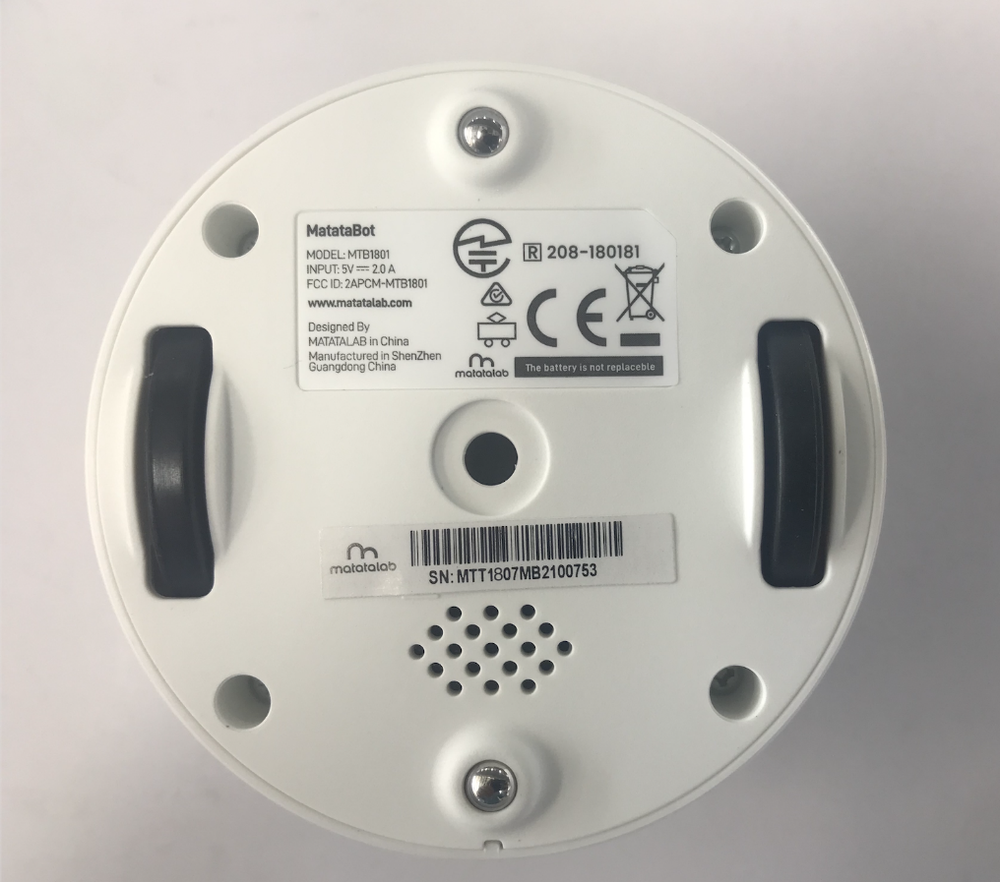 MatataBot
MODEL: MTB1801
INPUT: 5V⎓2.0 A
FCC ID: 2APCM-MTB1801
www.matatalab.com
Designed By
MATATALAB in China
Manufactured in ShenZhen
Guangdong China
R 208-180181
CE
matatalab
The battery is not replaceble
matatalab
SN: MTT1807MB2100753